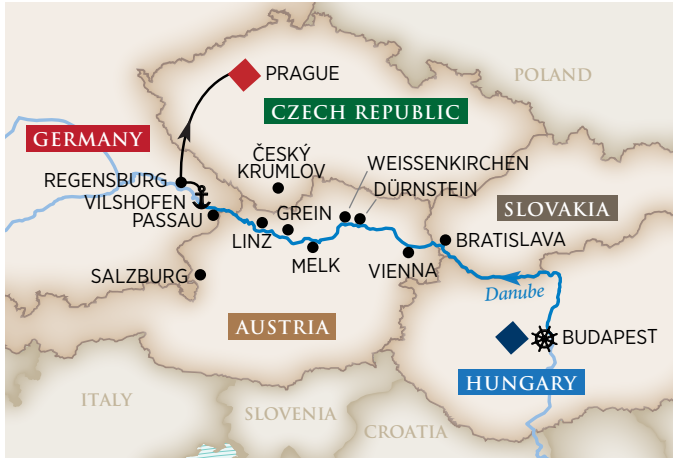 POLAND
PRAGUE
CZECH REPUBLIC
GERMANY
ČESKÝ
KRUMLOV
WEISSENKIRCHEN
DÜRNSTEIN
REGENSBURG
VILSHOFEN
PASSAU
GREIN
LINZ
MELK
SLOVAKIA
BRATISLAVA
VIENNA
SALZBURG
Danube
AUSTRIA
BUDAPEST
HUNGARY
ITALY
SLOVENIA
CROATIA